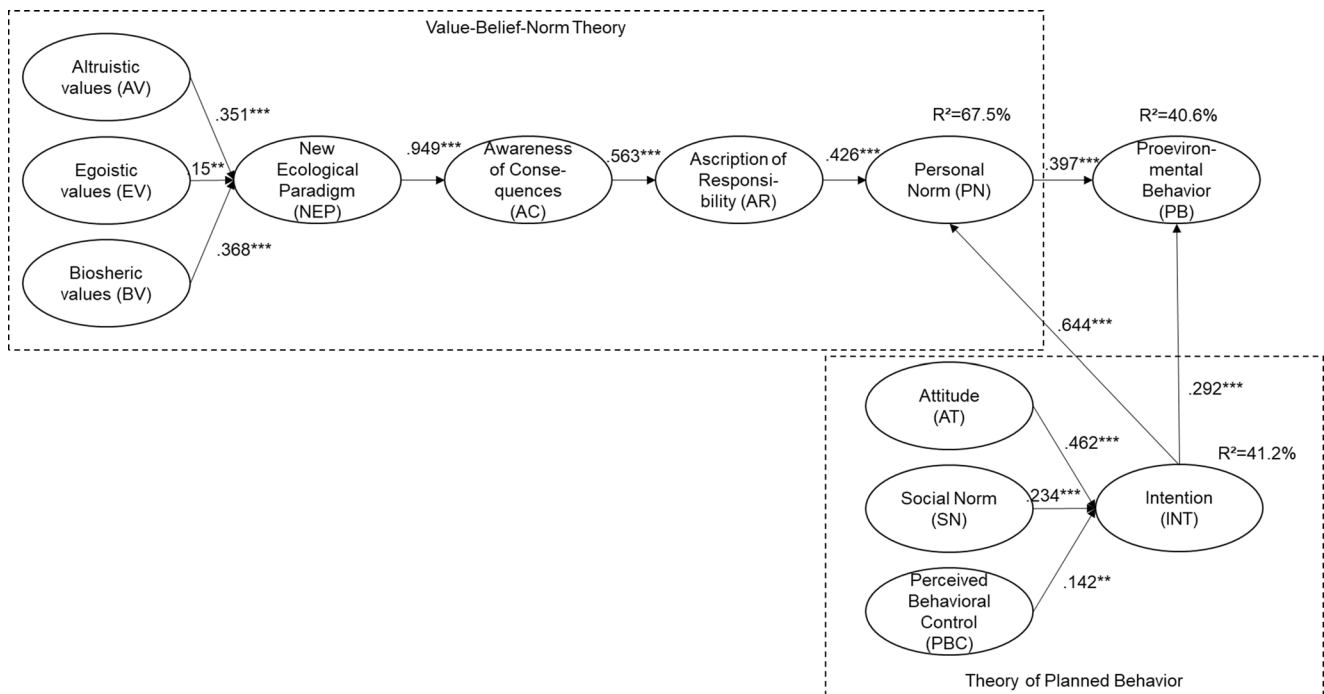 Value-Belief-Norm Theory
Altruistic
values (AV)
.351***
R²=67.5%
R²=40.6%
Egoistic
values (EV)
.15**
New
Ecological
Paradigm
(NEP)
.949***
Awareness
of Conse-
quences
(AC)
.563***
Ascription of
Responsi-
bility (AR)
.426***
Personal
Norm (PN)
.397***
Proeviron-
mental
Behavior
(PB)
.368***
Biosheric
values (BV)
.644***
.292***
Attitude
(AT)
.462***
R²=41.2%
Social Norm
(SN)
.234***
Intention
(INT)
Perceived
Behavioral
Control
(PBC)
.142**
Theory of Planned Behavior